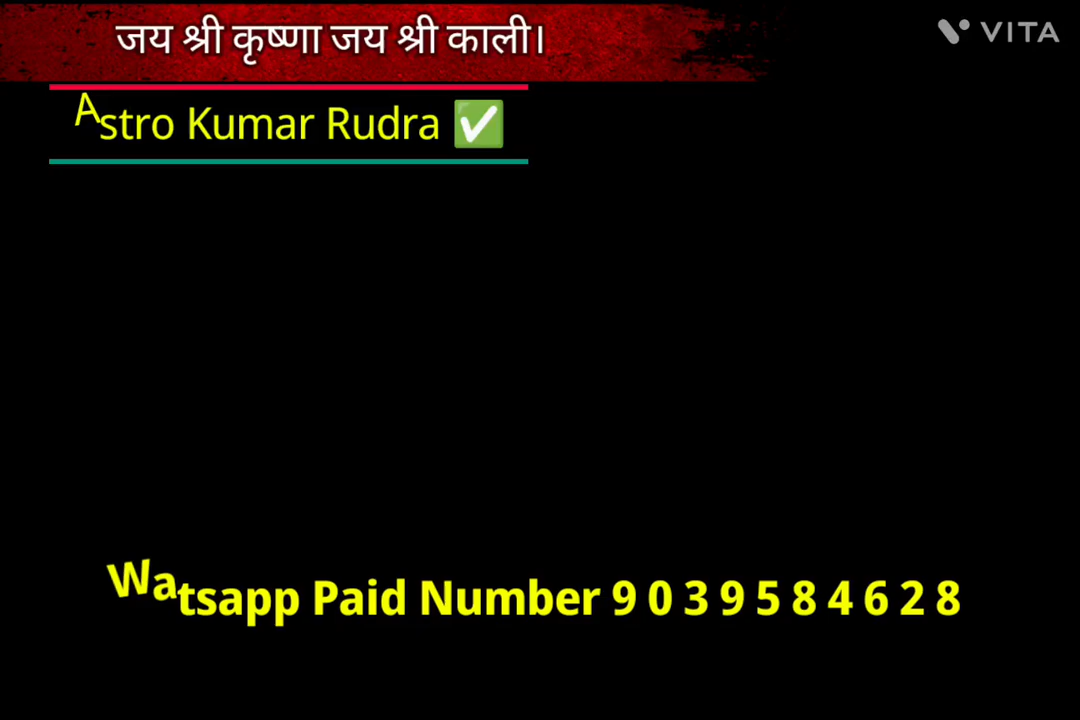 जय श्री कृष्णा जय श्री काली।
VITA
Astro Kumar Rudra ✅
Watsapp Paid Number 9 0 3 9 5 8 4 6 2 8